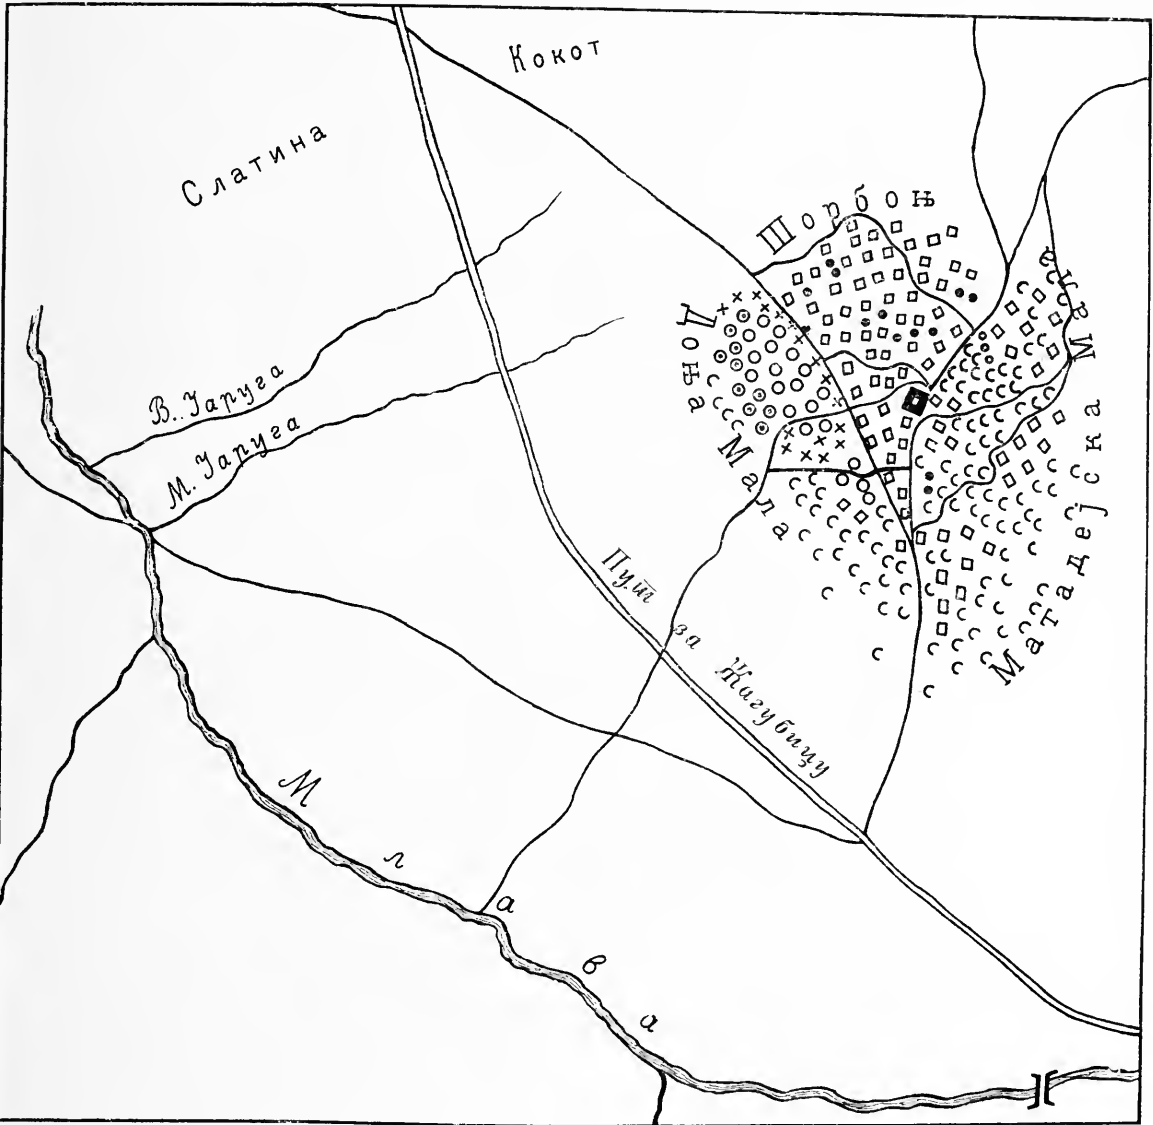 Кокот
Слатина
Шорбоњ
Доња Мала
Матадејска Мала
В. Јаруга
М. Јаруга
Пут за Жагубицу
Млава